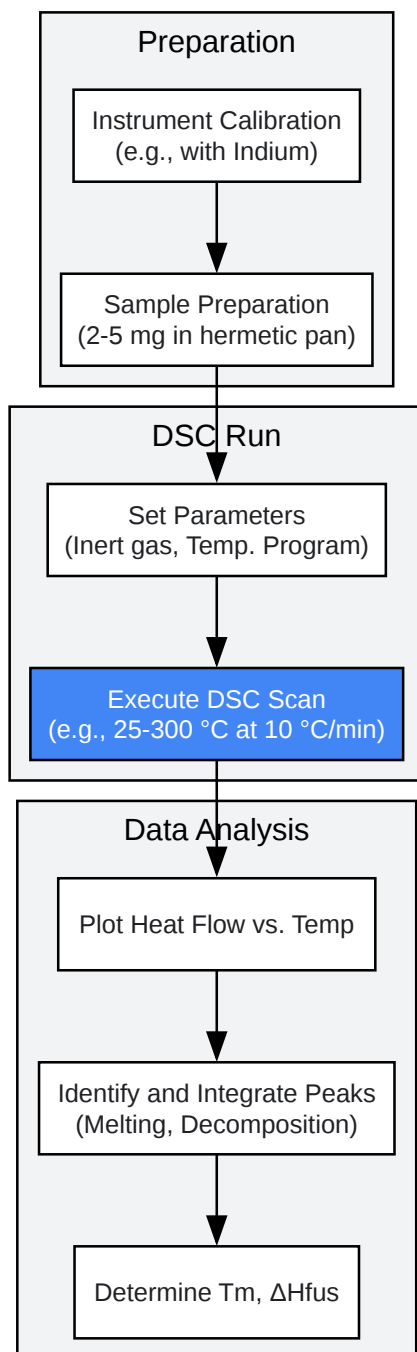 Preparation
Instrument Calibration
(e.g., with Indium)
Sample Preparation
(2-5 mg in hermetic pan)
DSC Run
Set Parameters
(Inert gas, Temp. Program)
Execute DSC Scan
(e.g., 25-300 °C at 10 °C/min)
Data Analysis
Plot Heat Flow vs. Temp
Identify and Integrate Peaks
(Melting, Decomposition)
Determine Tm, ΔHfus